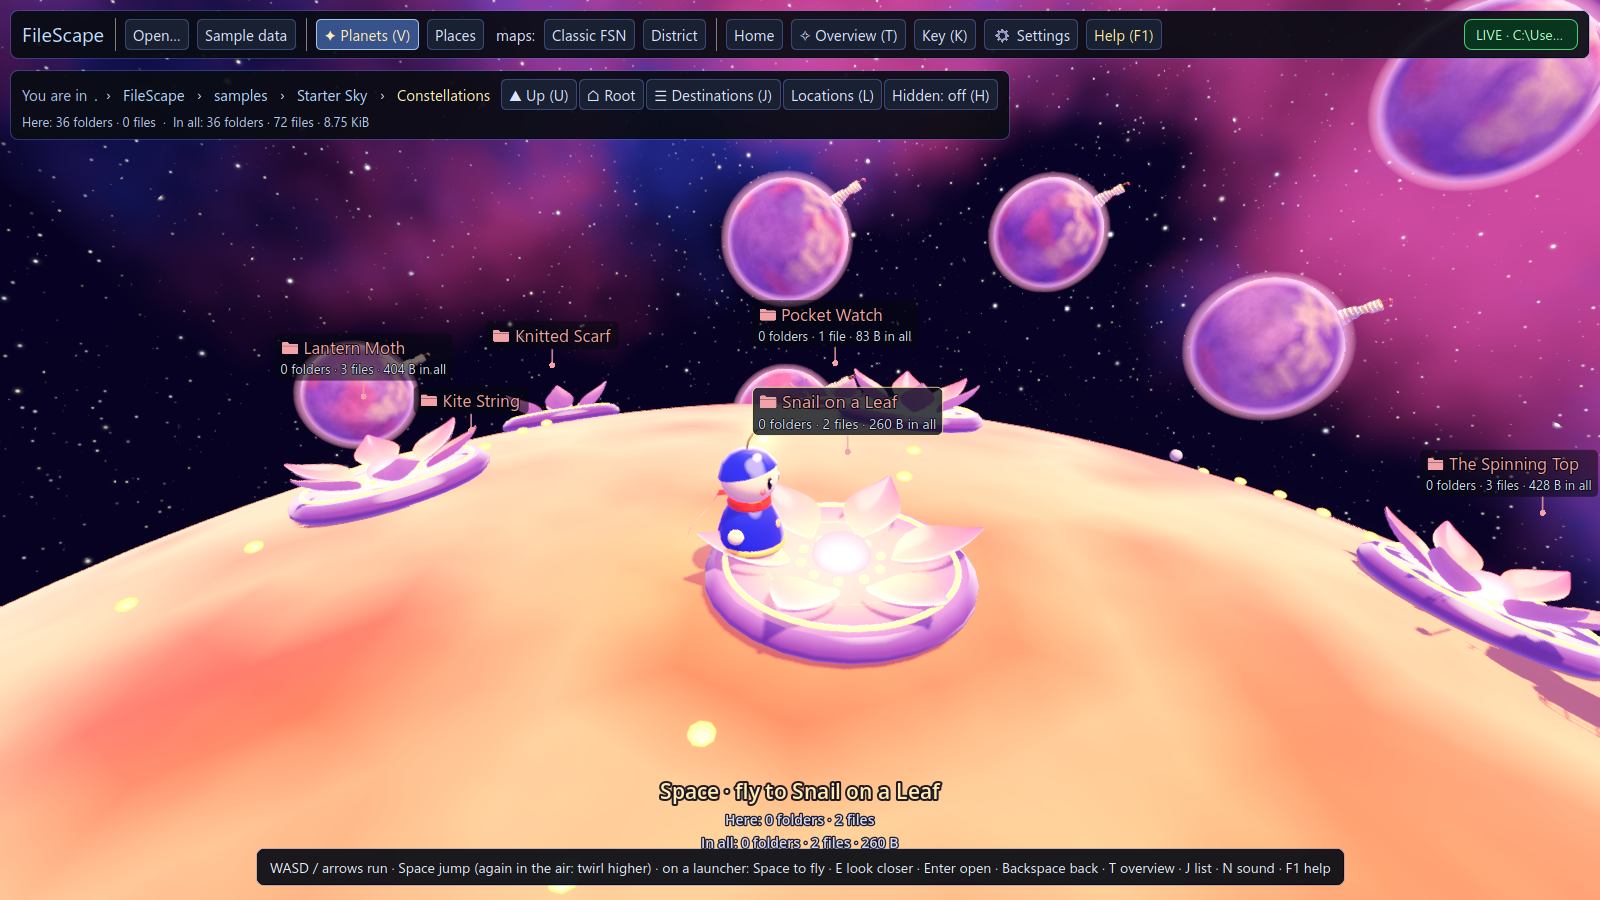 FileScape Open... Sample data ✦ Planets (V) Places maps: Classic FSN District Home ✧ Overview (T) Key (K) Settings Help (F1) LIVE · C:\Use...
You are in . › FileScape › samples › Starter Sky › Constellations ▲ Up (U) Root ☰ Destinations (J) Locations (L) Hidden: off (H)
Here: 36 folders · 0 files · In all: 36 folders · 72 files · 8.75 KiB
Pocket Watch
0 folders · 1 file · 83 B in all
Knitted Scarf
Lantern Moth
0 folders · 3 files · 404 B in all
Kite String
Snail on a Leaf
0 folders · 2 files · 260 B in all
The Spinning Top
0 folders · 3 files · 428 B in all
Space · fly to Snail on a Leaf
Here: 0 folders · 2 files
In all: 0 folders · 2 files · 260 B
WASD / arrows run · Space jump (again in the air: twirl higher) · on a launcher: Space to fly · E look closer · Enter open · Backspace back · T overview · J list · N sound · F1 help